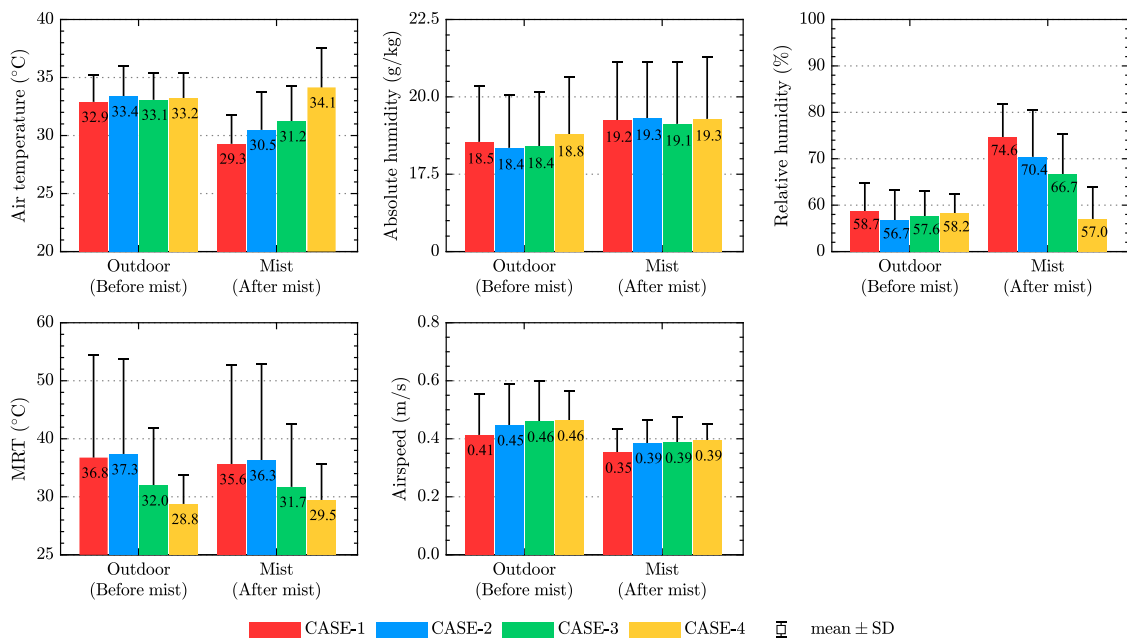 Air temperature (°C)
40
35
30
25
20
32.9
33.4
33.1
33.2
29.3
30.5
31.2
34.1
Outdoor
(Before mist)
Mist
(After mist)
Absolute humidity (g/kg)
22.5
20.0
17.5
0
18.5
18.4
18.4
18.8
19.2
19.3
19.1
19.3
Outdoor
(Before mist)
Mist
(After mist)
Relative humidity (%)
100
90
80
70
60
0
58.7
56.7
57.6
58.2
74.6
70.4
66.7
57.0
Outdoor
(Before mist)
Mist
(After mist)
MRT (°C)
60
50
40
30
25
36.8
37.3
32.0
28.8
35.6
36.3
31.7
29.5
Outdoor
(Before mist)
Mist
(After mist)
Airspeed (m/s)
0.8
0.6
0.4
0.2
0.0
0.41
0.45
0.46
0.46
0.35
0.39
0.39
0.39
Outdoor
(Before mist)
Mist
(After mist)
CASE-1
CASE-2
CASE-3
CASE-4
mean ± SD